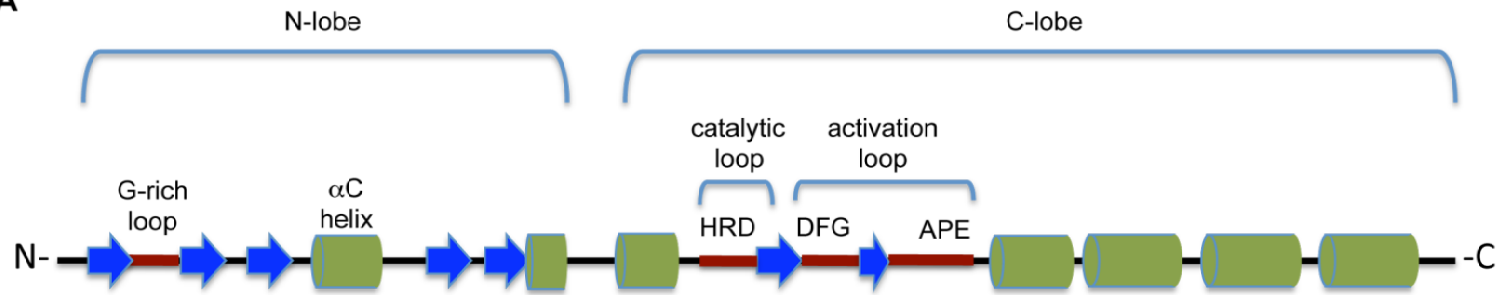 A
N-lobe
C-lobe
catalytic
loop
activation
loop
G-rich
loop
αC
helix
HRD
DFG
APE
N-
-C